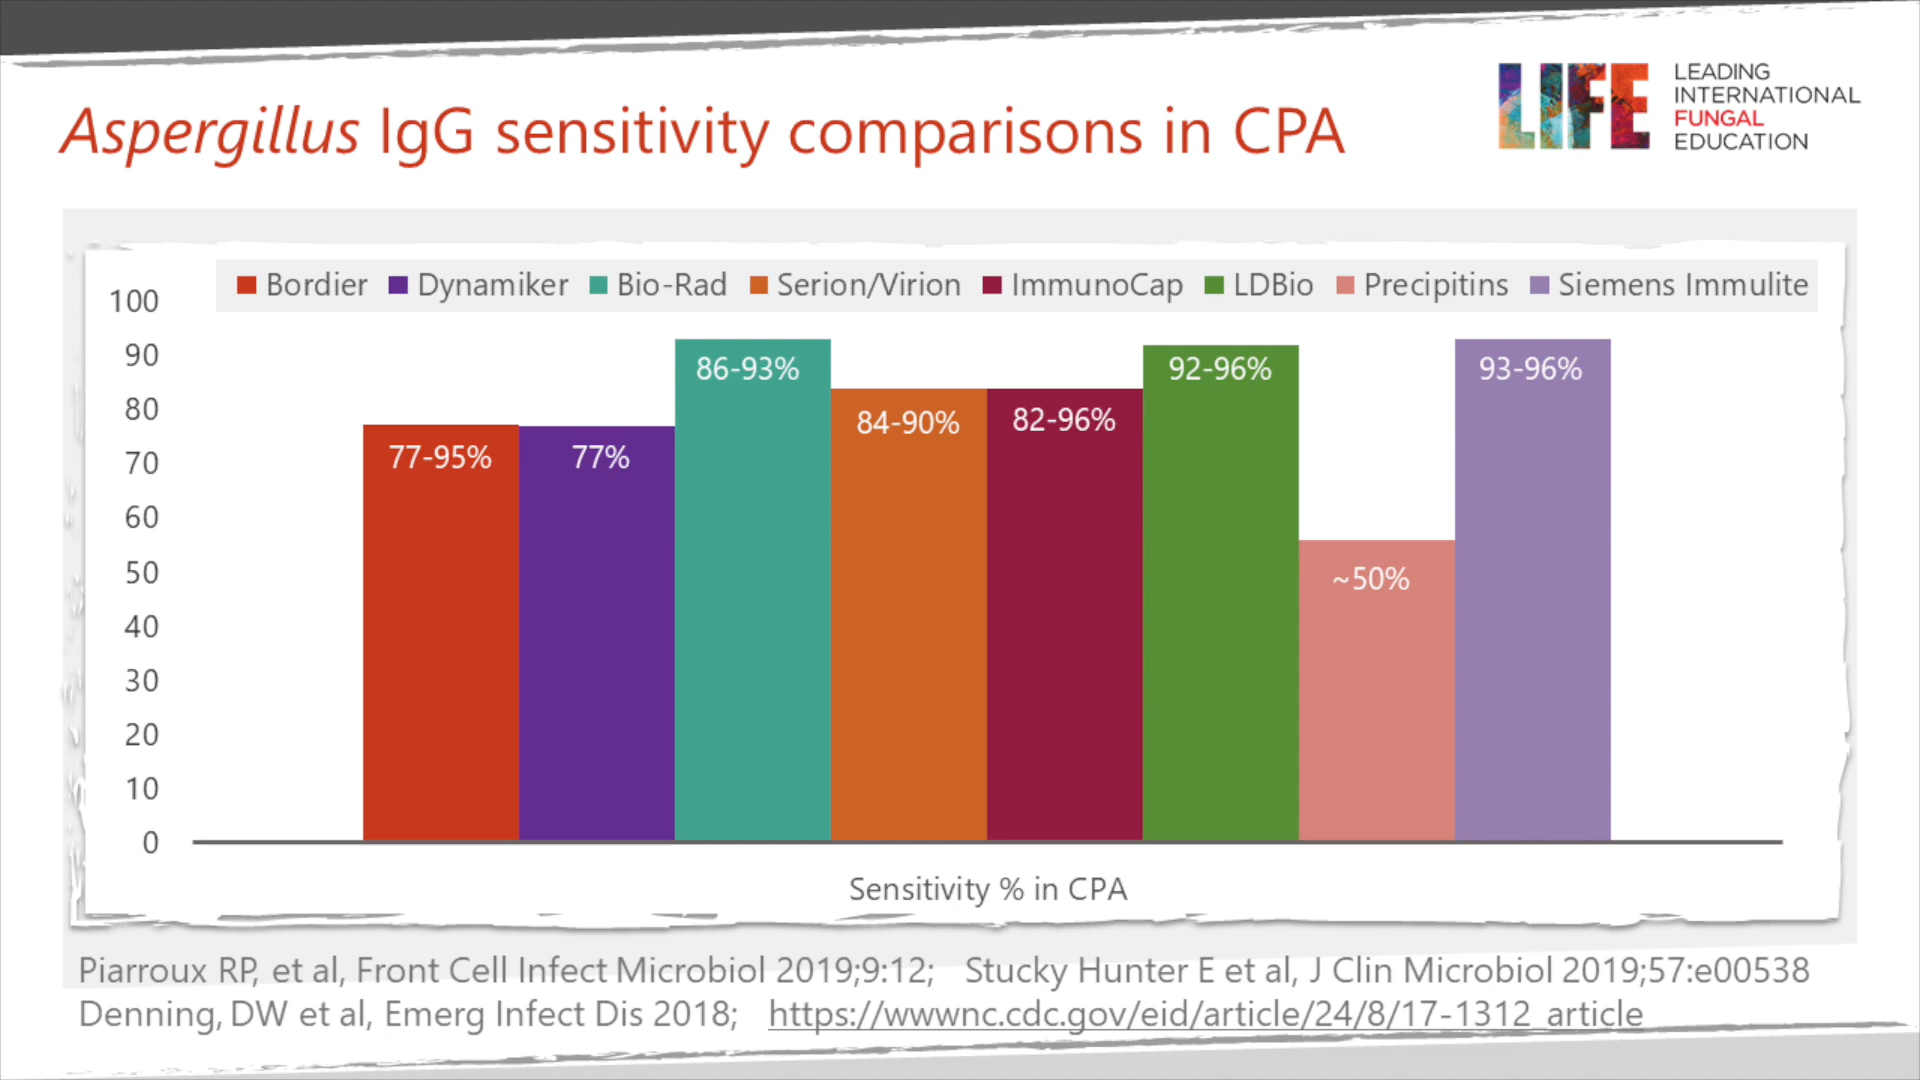 Aspergillus IgG sensitivity comparisons in CPA
LIFE
LEADING
INTERNATIONAL
FUNGAL
EDUCATION
Bordier Dynamiker Bio-Rad Serion/Virion ImmunoCap LDBio Precipitins Siemens Immulite
100
90
80
70
60
50
40
30
20
10
0
77-95%
77%
86-93%
84-90%
82-96%
92-96%
~50%
93-96%
Sensitivity % in CPA
Piarroux RP, et al, Front Cell Infect Microbiol 2019;9:12; Stucky Hunter E et al, J Clin Microbiol 2019;57:e00538
Denning, DW et al, Emerg Infect Dis 2018; https://wwwnc.cdc.gov/eid/article/24/8/17-1312_article